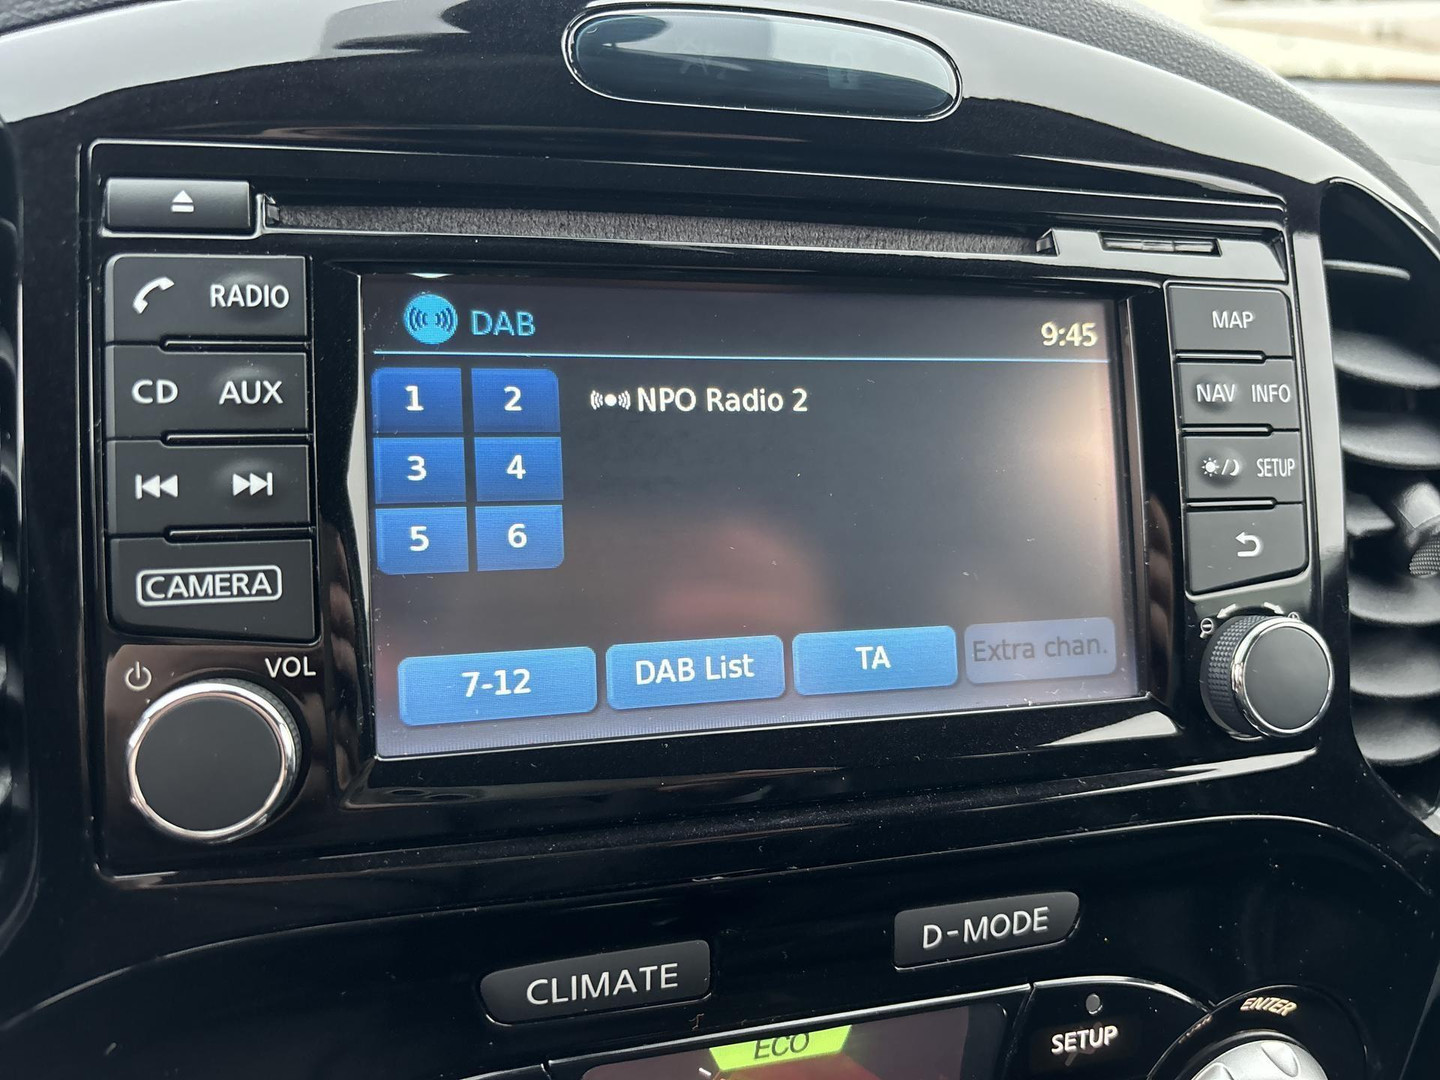 RADIO
CD AUX
CAMERA
VOL
DAB
9:45
1 2
NPO Radio 2
3 4
5 6
7-12
DAB List
TA
Extra chan.
MAP
NAV INFO
SETUP
CLIMATE
D-MODE
ECO
SETUP
ENTER